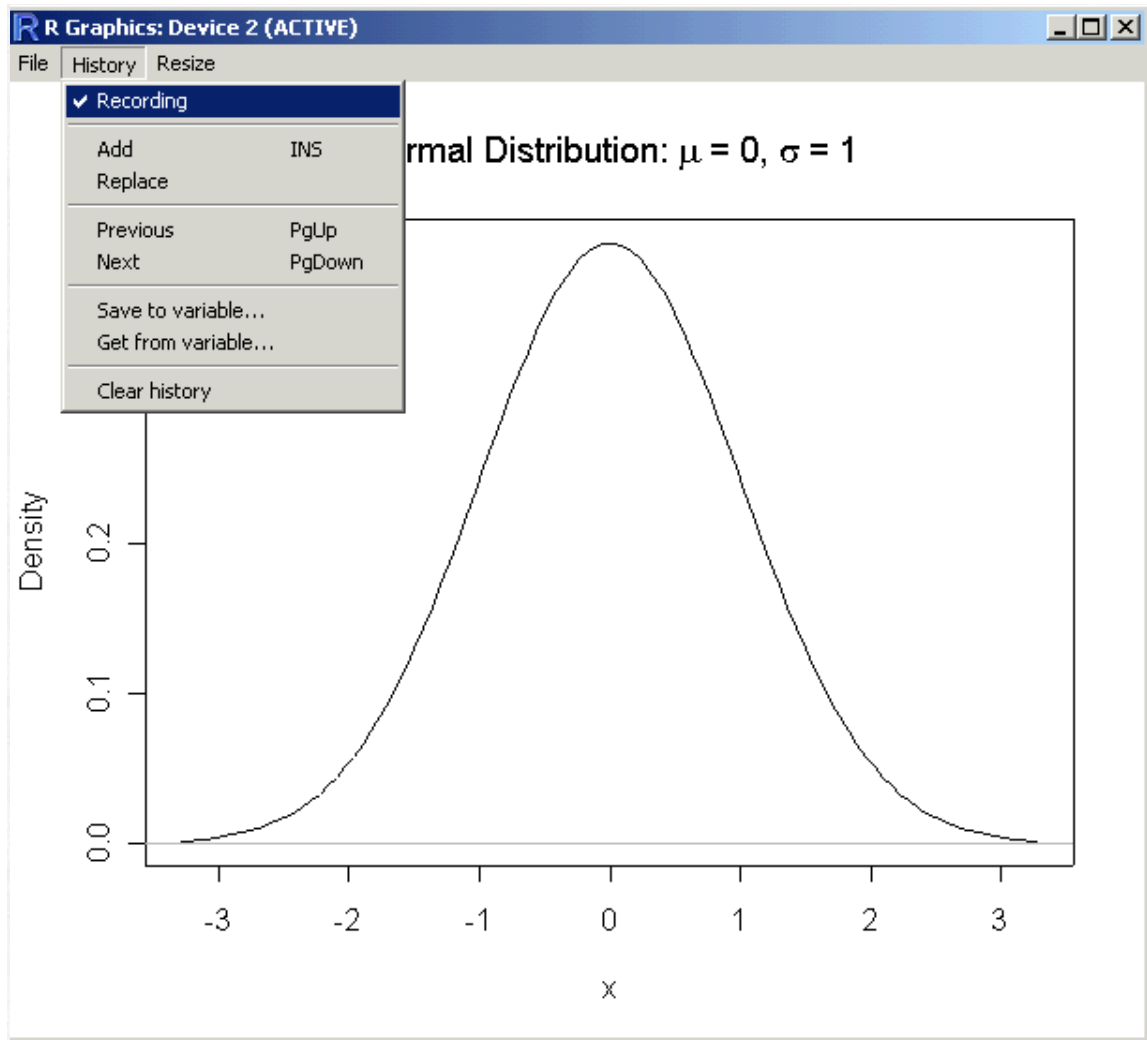 R R Graphics: Device 2 (ACTIVE)
File History Resize
Recording
Add INS
Replace
Previous PgUp
Next PgDown
Save to variable...
Get from variable...
Clear history
rmal Distribution: μ = 0, σ = 1
Density
0.2
0.1
0.0
-3 -2 -1 0 1 2 3
x